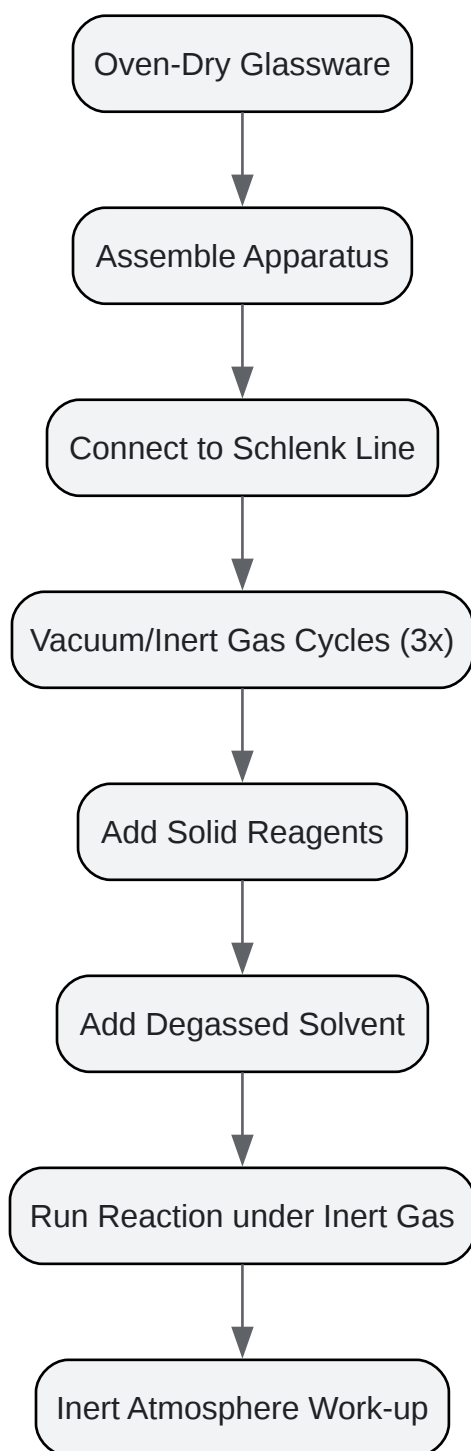 Oven-Dry Glassware
Assemble Apparatus
Connect to Schlenk Line
Vacuum/Inert Gas Cycles (3x)
Add Solid Reagents
Add Degassed Solvent
Run Reaction under Inert Gas
Inert Atmosphere Work-up